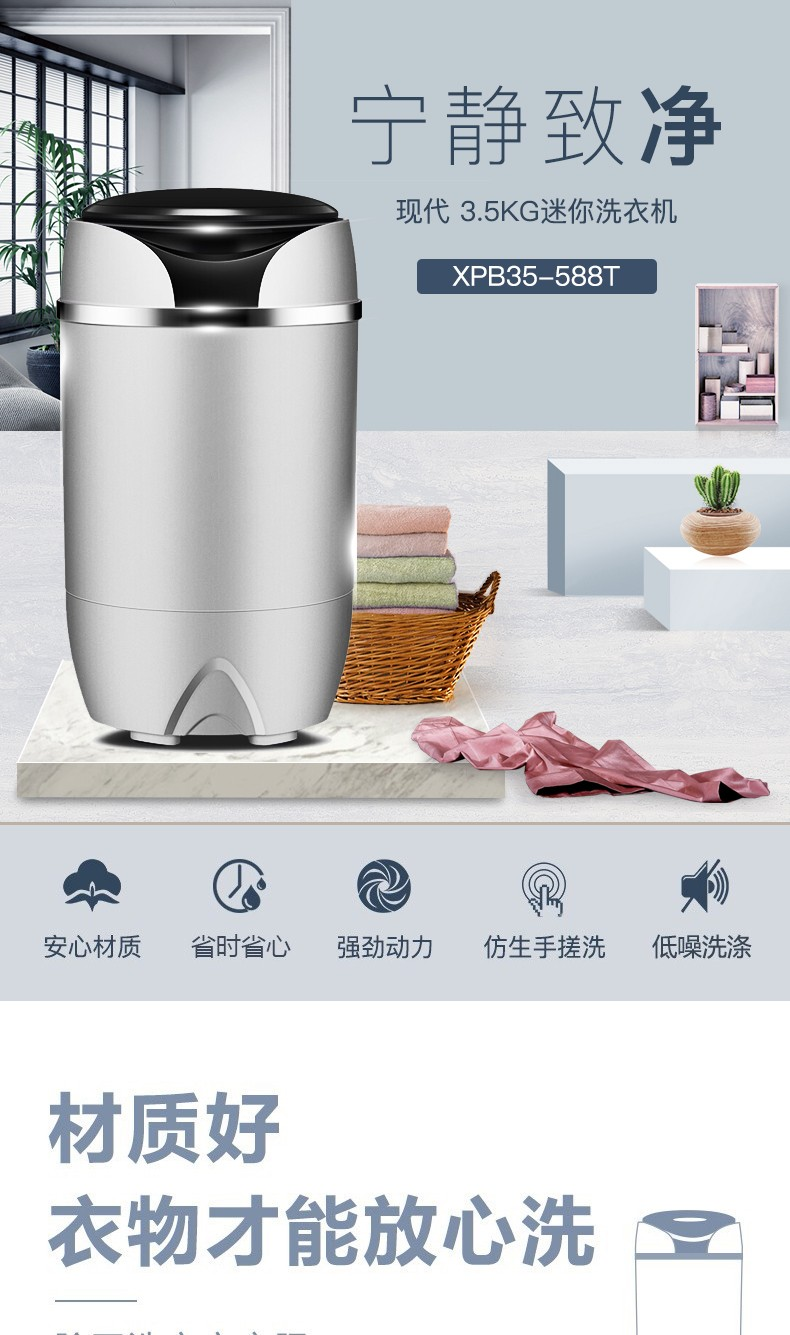 宁静致净
现代 3.5KG迷你洗衣机
XPB35-588T
安心材质 省时省心 强劲动力 仿生手搓洗 低噪洗涤
材质好
衣物才能放心洗